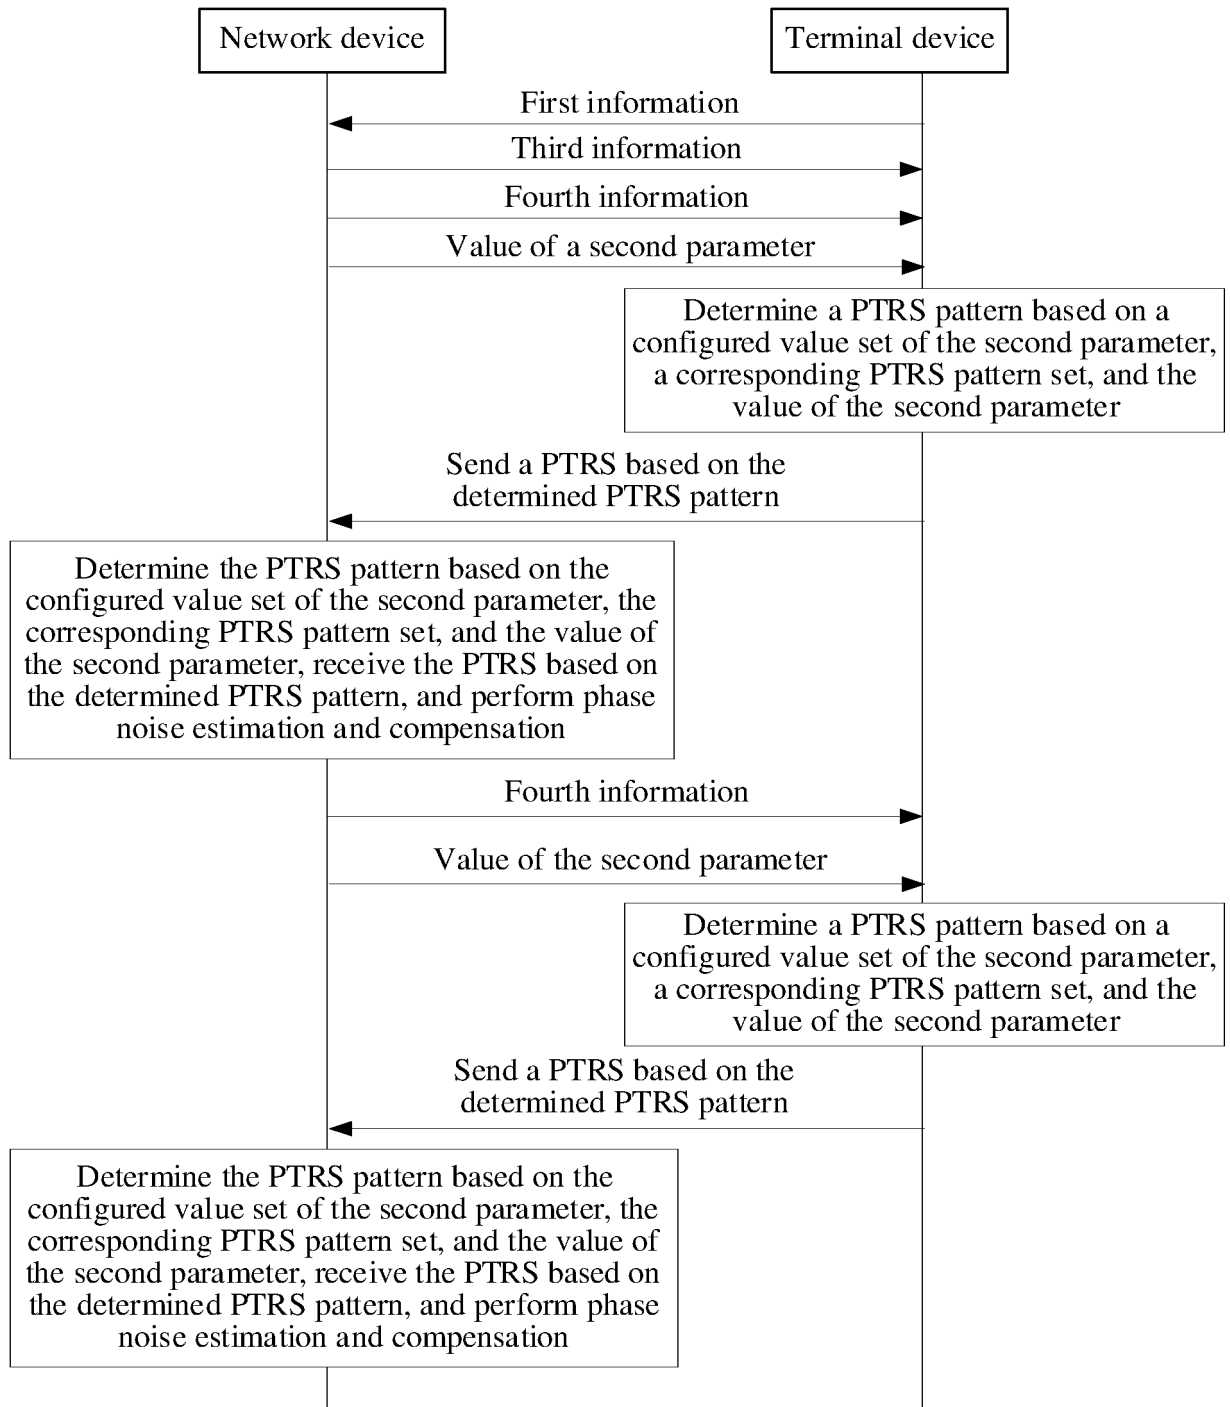 Network device
Terminal device
First information
Third information
Fourth information
Value of a second parameter
Determine a PTRS pattern based on a
configured value set of the second parameter,
a corresponding PTRS pattern set, and the
value of the second parameter
Send a PTRS based on the
determined PTRS pattern
Determine the PTRS pattern based on the
configured value set of the second parameter, the
corresponding PTRS pattern set, and the value of
the second parameter, receive the PTRS based on
the determined PTRS pattern, and perform phase
noise estimation and compensation
Fourth information
Value of the second parameter
Determine a PTRS pattern based on a
configured value set of the second parameter,
a corresponding PTRS pattern set, and the
value of the second parameter
Send a PTRS based on the
determined PTRS pattern
Determine the PTRS pattern based on the
configured value set of the second parameter, the
corresponding PTRS pattern set, and the value of
the second parameter, receive the PTRS based on
the determined PTRS pattern, and perform phase
noise estimation and compensation